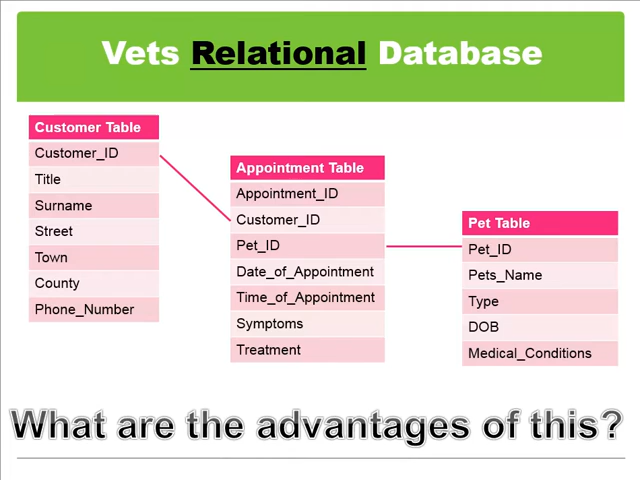 Vets Relational Database
Customer Table
Customer_ID
Title
Surname
Street
Town
County
Phone_Number
Appointment Table
Appointment_ID
Customer_ID
Pet_ID
Date_of_Appointment
Time_of_Appointment
Symptoms
Treatment
Pet Table
Pet_ID
Pets_Name
Type
DOB
Medical_Conditions
What are the advantages of this?